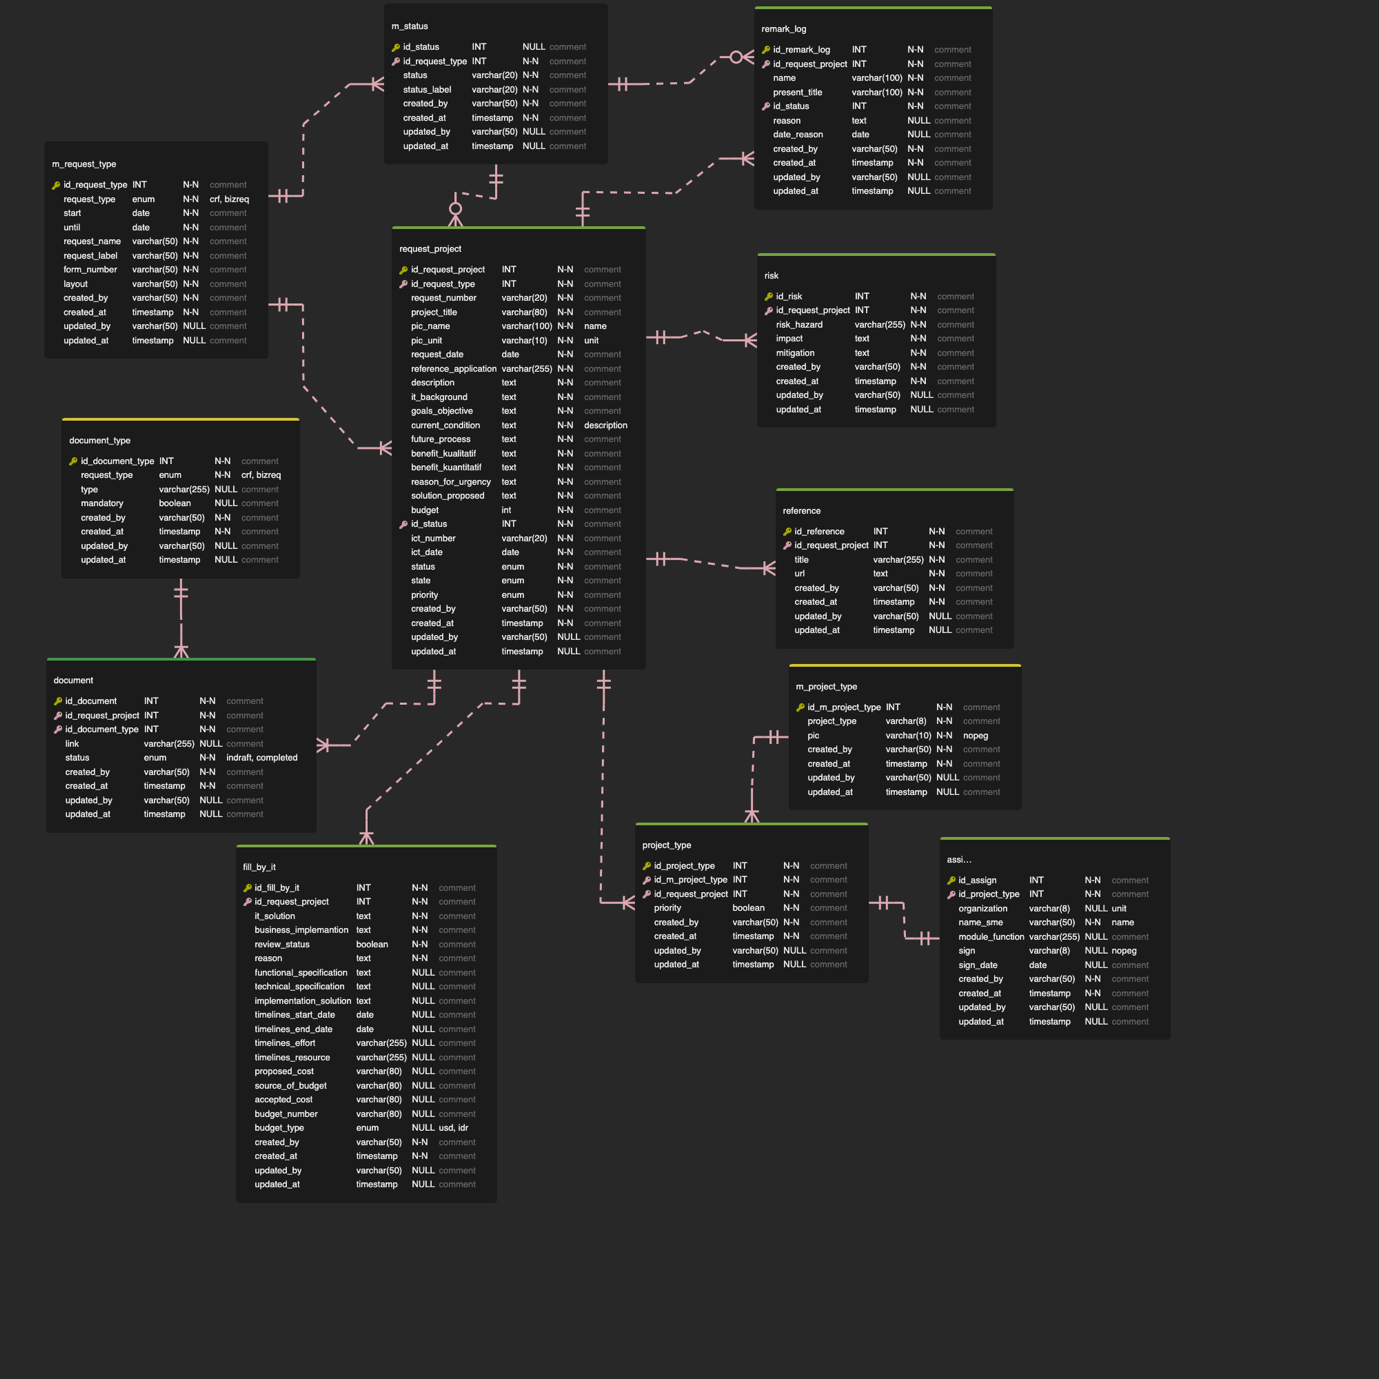 m_status
id_status INT NULL comment
id_request_type INT N-N comment
status varchar(20) N-N comment
status_label varchar(20) N-N comment
created_by varchar(50) N-N comment
created_at timestamp N-N comment
updated_by varchar(50) NULL comment
updated_at timestamp NULL comment
remark_log
id_remark_log INT N-N comment
id_request_project INT N-N comment
name varchar(100) N-N comment
present_title varchar(100) N-N comment
id_status INT N-N comment
reason text NULL comment
date_reason date NULL comment
created_by varchar(50) N-N comment
created_at timestamp N-N comment
updated_by varchar(50) NULL comment
updated_at timestamp NULL comment
m_request_type
id_request_type INT N-N comment
request_type enum N-N crf, bizreq
start date N-N comment
until date N-N comment
request_name varchar(50) N-N comment
request_label varchar(50) N-N comment
form_number varchar(50) N-N comment
layout varchar(50) N-N comment
created_by varchar(50) N-N comment
created_at timestamp N-N comment
updated_by varchar(50) NULL comment
updated_at timestamp NULL comment
request_project
id_request_project INT N-N comment
id_request_type INT N-N comment
request_number varchar(20) N-N comment
project_title varchar(80) N-N comment
pic_name varchar(100) N-N name
pic_unit varchar(10) N-N unit
request_date date N-N comment
reference_application varchar(255) N-N comment
description text N-N comment
it_background text N-N comment
goals_objective text N-N comment
current_condition text N-N description
future_process text N-N comment
benefit_kualitatif text N-N comment
benefit_kuantitatif text N-N comment
reason_for_urgency text N-N comment
solution_proposed text N-N comment
budget int N-N comment
id_status INT N-N comment
ict_number varchar(20) N-N comment
ict_date date N-N comment
status enum N-N comment
state enum N-N comment
priority enum N-N comment
created_by varchar(50) N-N comment
created_at timestamp N-N comment
updated_by varchar(50) NULL comment
updated_at timestamp NULL comment
risk
id_risk INT N-N comment
id_request_project INT N-N comment
risk_hazard varchar(255) N-N comment
impact text N-N comment
mitigation text N-N comment
created_by varchar(50) N-N comment
created_at timestamp N-N comment
updated_by varchar(50) NULL comment
updated_at timestamp NULL comment
document_type
id_document_type INT N-N comment
request_type enum N-N crf, bizreq
type varchar(255) NULL comment
mandatory boolean NULL comment
created_by varchar(50) N-N comment
created_at timestamp N-N comment
updated_by varchar(50) NULL comment
updated_at timestamp NULL comment
reference
id_reference INT N-N comment
id_request_project INT N-N comment
title varchar(255) N-N comment
url text N-N comment
created_by varchar(50) N-N comment
created_at timestamp N-N comment
updated_by varchar(50) NULL comment
updated_at timestamp NULL comment
document
id_document INT N-N comment
id_request_project INT N-N comment
id_document_type INT N-N comment
link varchar(255) NULL comment
status enum N-N indraft, completed
created_by varchar(50) N-N comment
created_at timestamp N-N comment
updated_by varchar(50) NULL comment
updated_at timestamp NULL comment
m_project_type
id_m_project_type INT N-N comment
project_type varchar(8) N-N comment
pic varchar(10) N-N nopeg
created_by varchar(50) N-N comment
created_at timestamp N-N comment
updated_by varchar(50) NULL comment
updated_at timestamp NULL comment
fill_by_it
id_fill_by_it INT N-N comment
id_request_project INT N-N comment
it_solution text N-N comment
business_implemantion text N-N comment
review_status boolean N-N comment
reason text N-N comment
functional_specification text NULL comment
technical_specification text NULL comment
implementation_solution text NULL comment
timelines_start_date date NULL comment
timelines_end_date date NULL comment
timelines_effort varchar(255) NULL comment
timelines_resource varchar(255) NULL comment
proposed_cost varchar(80) NULL comment
source_of_budget varchar(80) NULL comment
accepted_cost varchar(80) NULL comment
budget_number varchar(80) NULL comment
budget_type enum NULL usd, idr
created_by varchar(50) N-N comment
created_at timestamp N-N comment
updated_by varchar(50) NULL comment
updated_at timestamp NULL comment
project_type
id_project_type INT N-N comment
id_m_project_type INT N-N comment
id_request_project INT N-N comment
priority boolean N-N comment
created_by varchar(50) N-N comment
created_at timestamp N-N comment
updated_by varchar(50) NULL comment
updated_at timestamp NULL comment
assi...
id_assign INT N-N comment
id_project_type INT N-N comment
organization varchar(8) NULL unit
name_sme varchar(50) N-N name
module_function varchar(255) NULL comment
sign varchar(8) NULL nopeg
sign_date date NULL comment
created_by varchar(50) N-N comment
created_at timestamp N-N comment
updated_by varchar(50) NULL comment
updated_at timestamp NULL comment